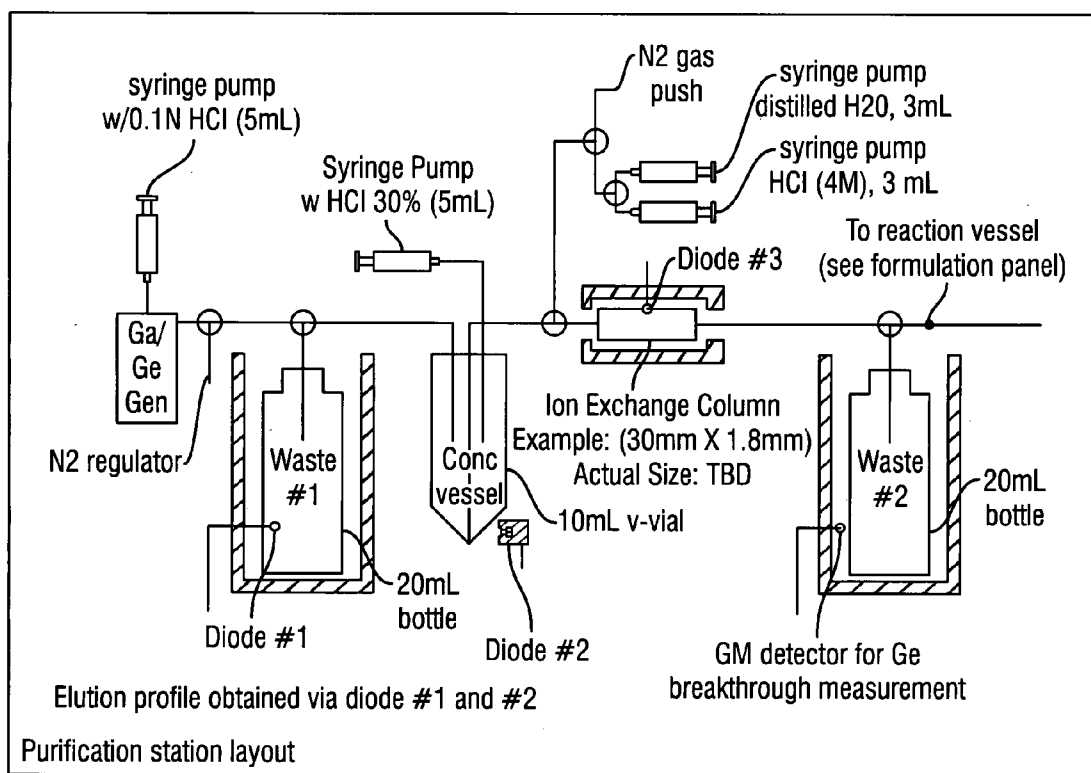 N2 gas
push
syringe pump
distilled H20, 3mL
syringe pump
HCl (4M), 3 mL
syringe pump
w/0.1N HCl (5mL)
Syringe Pump
w HCl 30% (5mL)
To reaction vessel
(see formulation panel)
Diode #3
Ga/
Ge
Gen
N2 regulator
Waste
#1
Conc
vessel
Ion Exchange Column
Example: (30mm X 1.8mm)
Actual Size: TBD
10mL v-vial
Waste
#2
20mL
bottle
20mL
bottle
Diode #1
Diode #2
GM detector for Ge
breakthrough measurement
Elution profile obtained via diode #1 and #2
Purification station layout